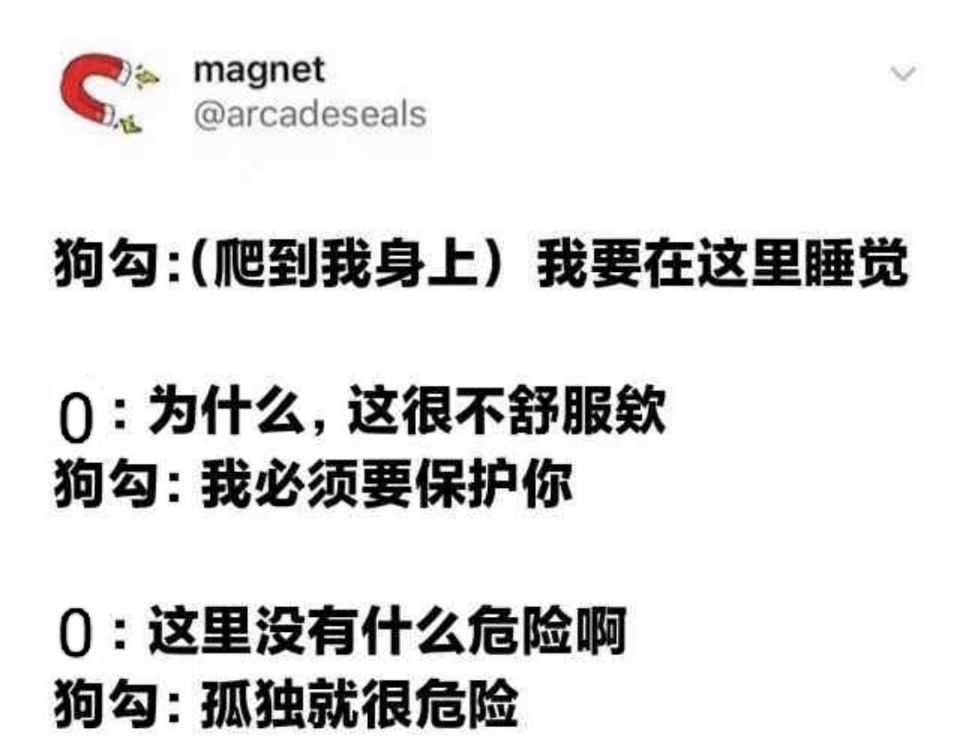 magnet
@arcadeseals
狗勾:(爬到我身上）我要在这里睡觉
0：为什么，这很不舒服欸
狗勾：我必须要保护你
0：这里没有什么危险啊
狗勾：孤独就很危险